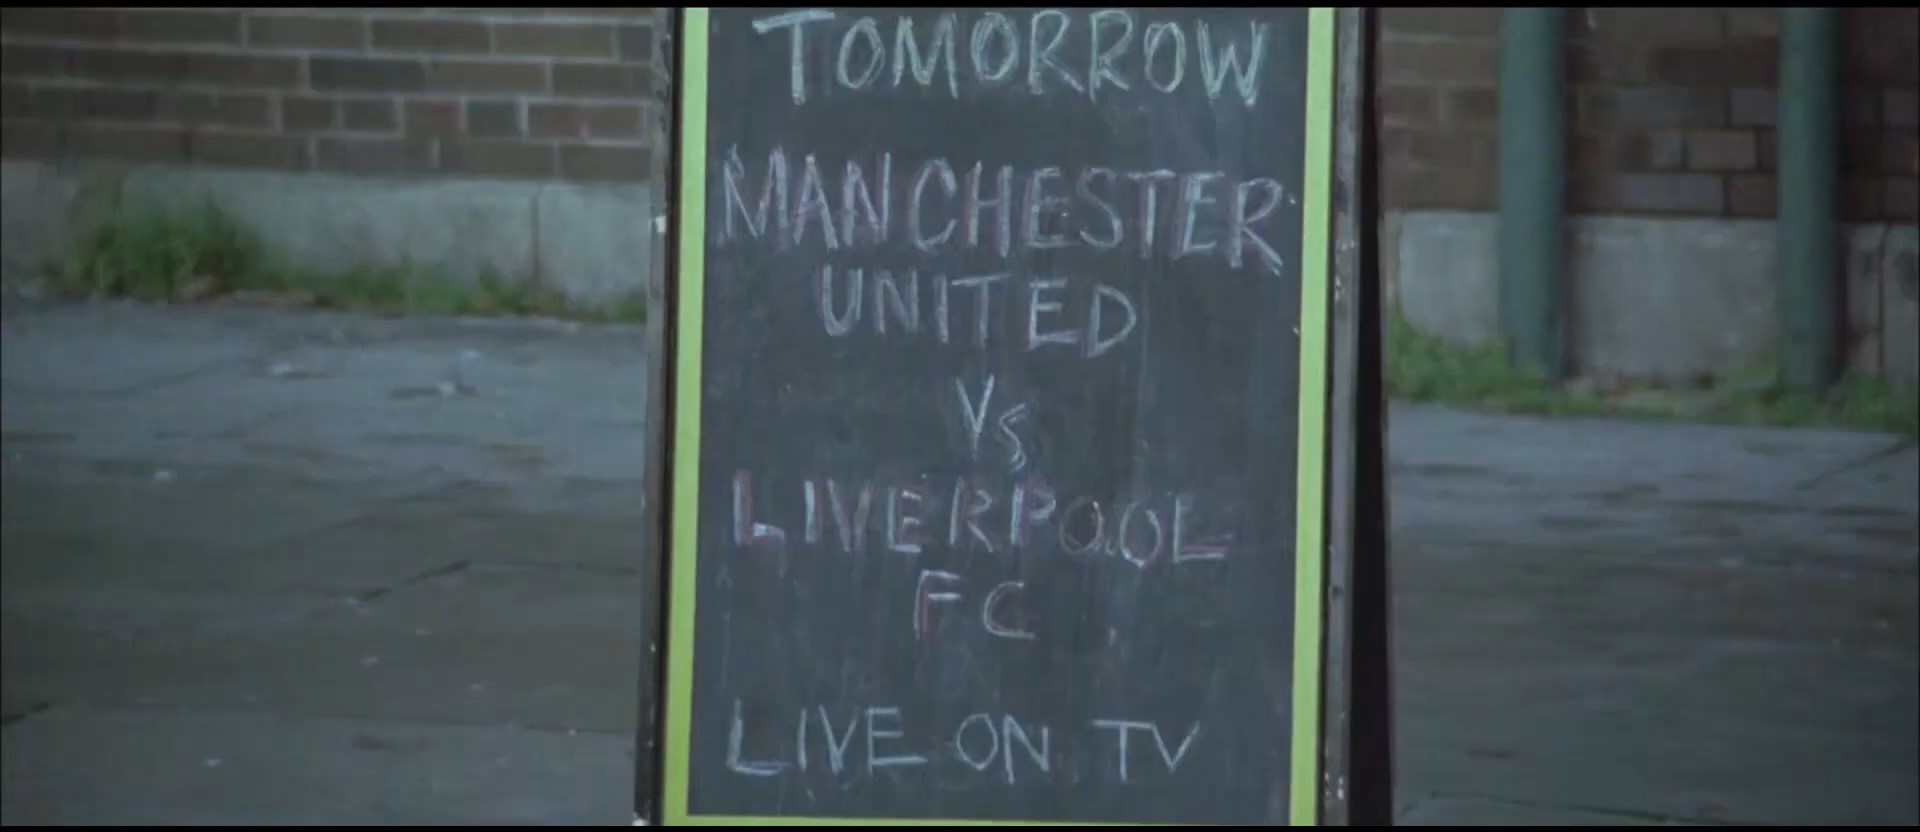 TOMORROW
MANCHESTER
UNITED
Vs
LIVERPOOL
FC
LIVE ON TV